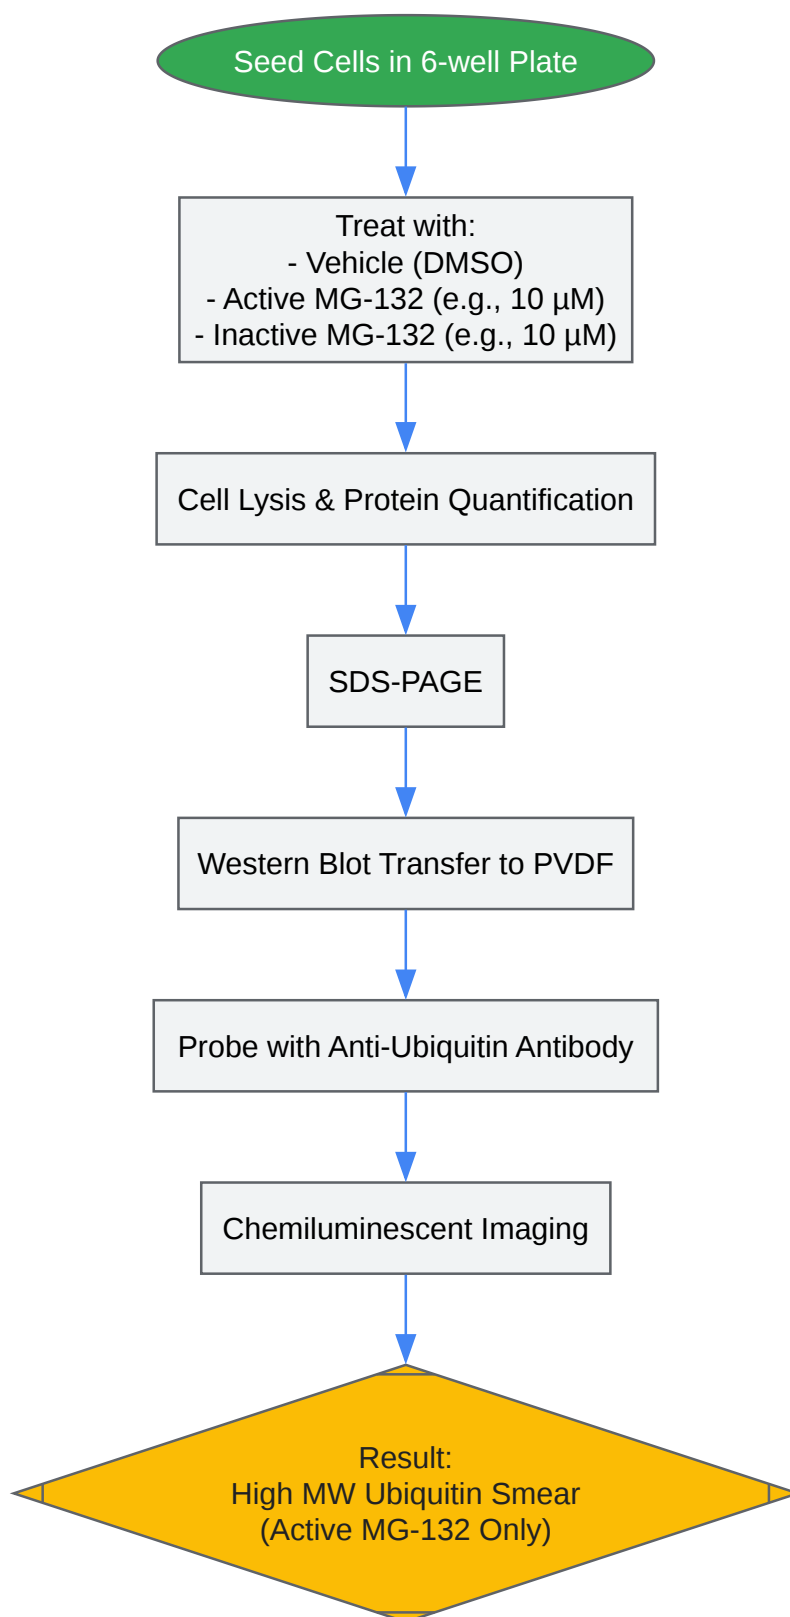 Seed Cells in 6-well Plate
Treat with:
- Vehicle (DMSO)
- Active MG-132 (e.g., 10 µM)
- Inactive MG-132 (e.g., 10 µM)
Cell Lysis & Protein Quantification
SDS-PAGE
Western Blot Transfer to PVDF
Probe with Anti-Ubiquitin Antibody
Chemiluminescent Imaging
Result:
High MW Ubiquitin Smear
(Active MG-132 Only)